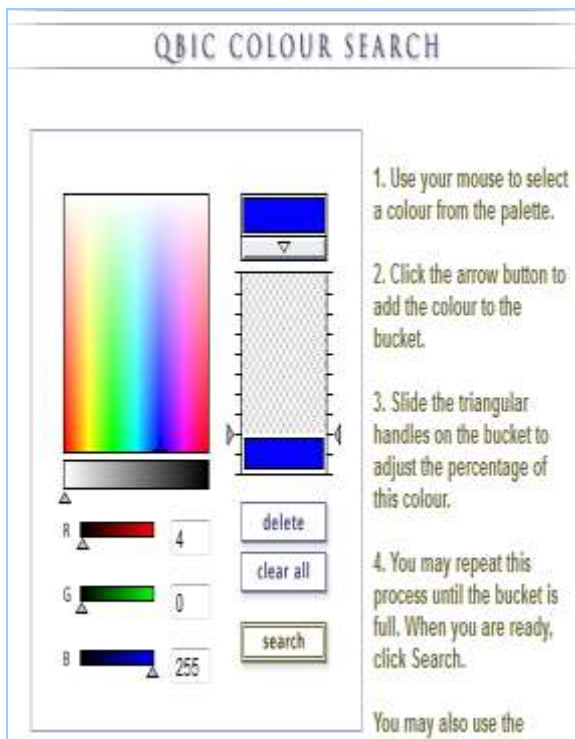 QBIC COLOUR SEARCH
1. Use your mouse to select
a colour from the palette.
2. Click the arrow button to
add the colour to the
bucket.
3. Slide the triangular
handles on the bucket to
adjust the percentage of
this colour.
R
4
delete
clear all
G
0
4. You may repeat this
process until the bucket is
full. When you are ready,
click Search.
search
B
255
You may also use the